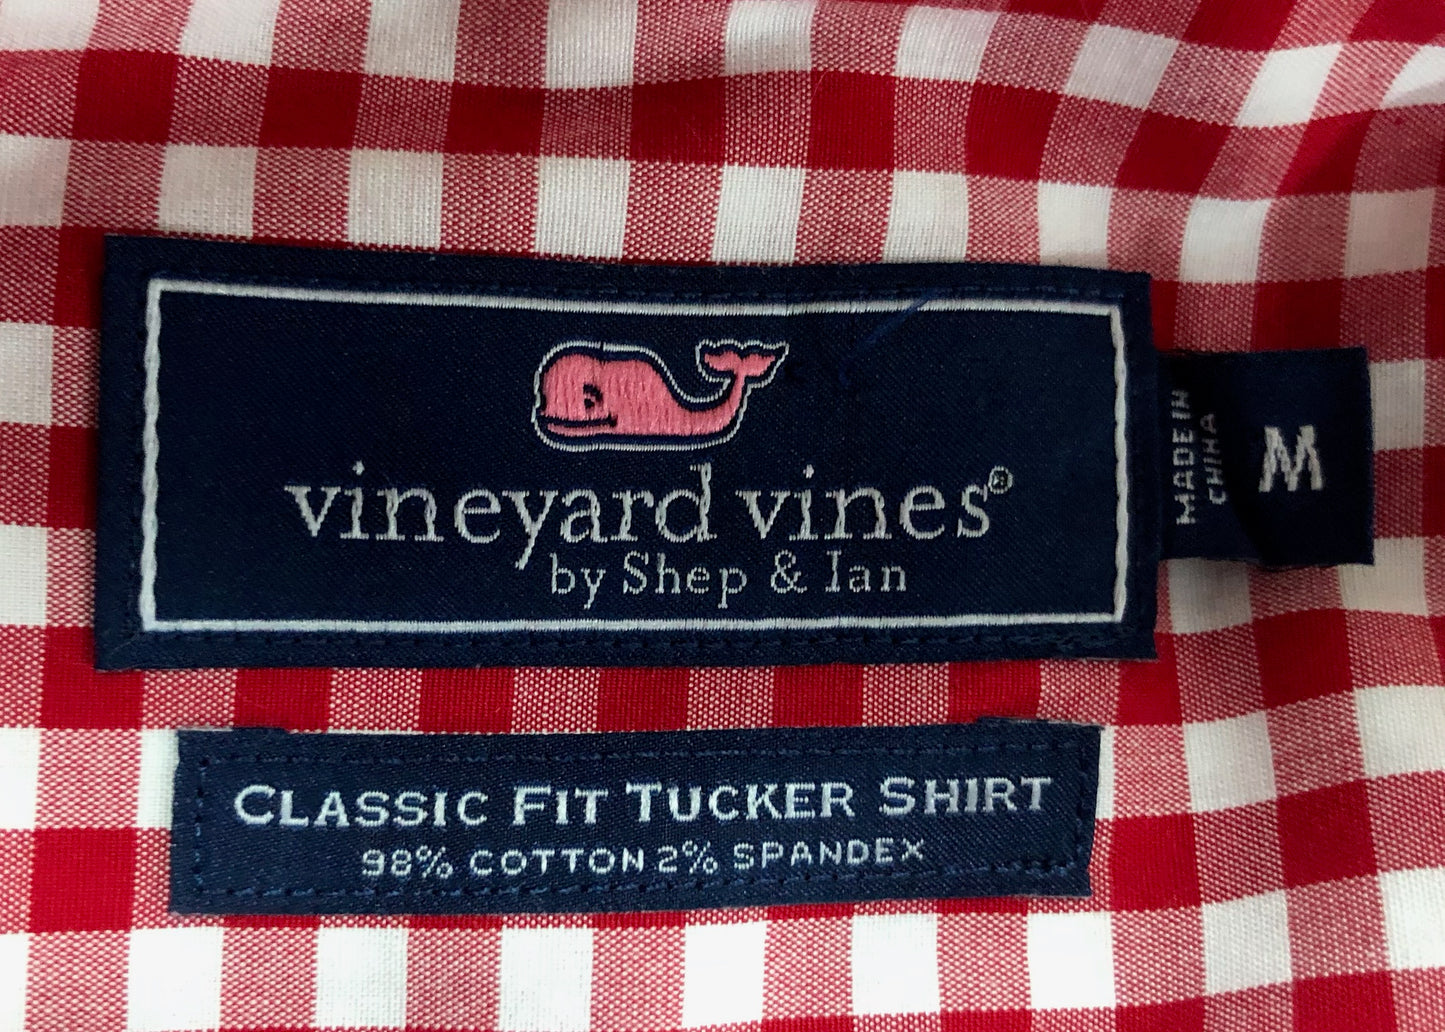 vineyard vines®
by Shep & Ian
MADE IN
CHINA
M
CLASSIC FIT TUCKER SHIRT
98% COTTON 2% SPANDEX